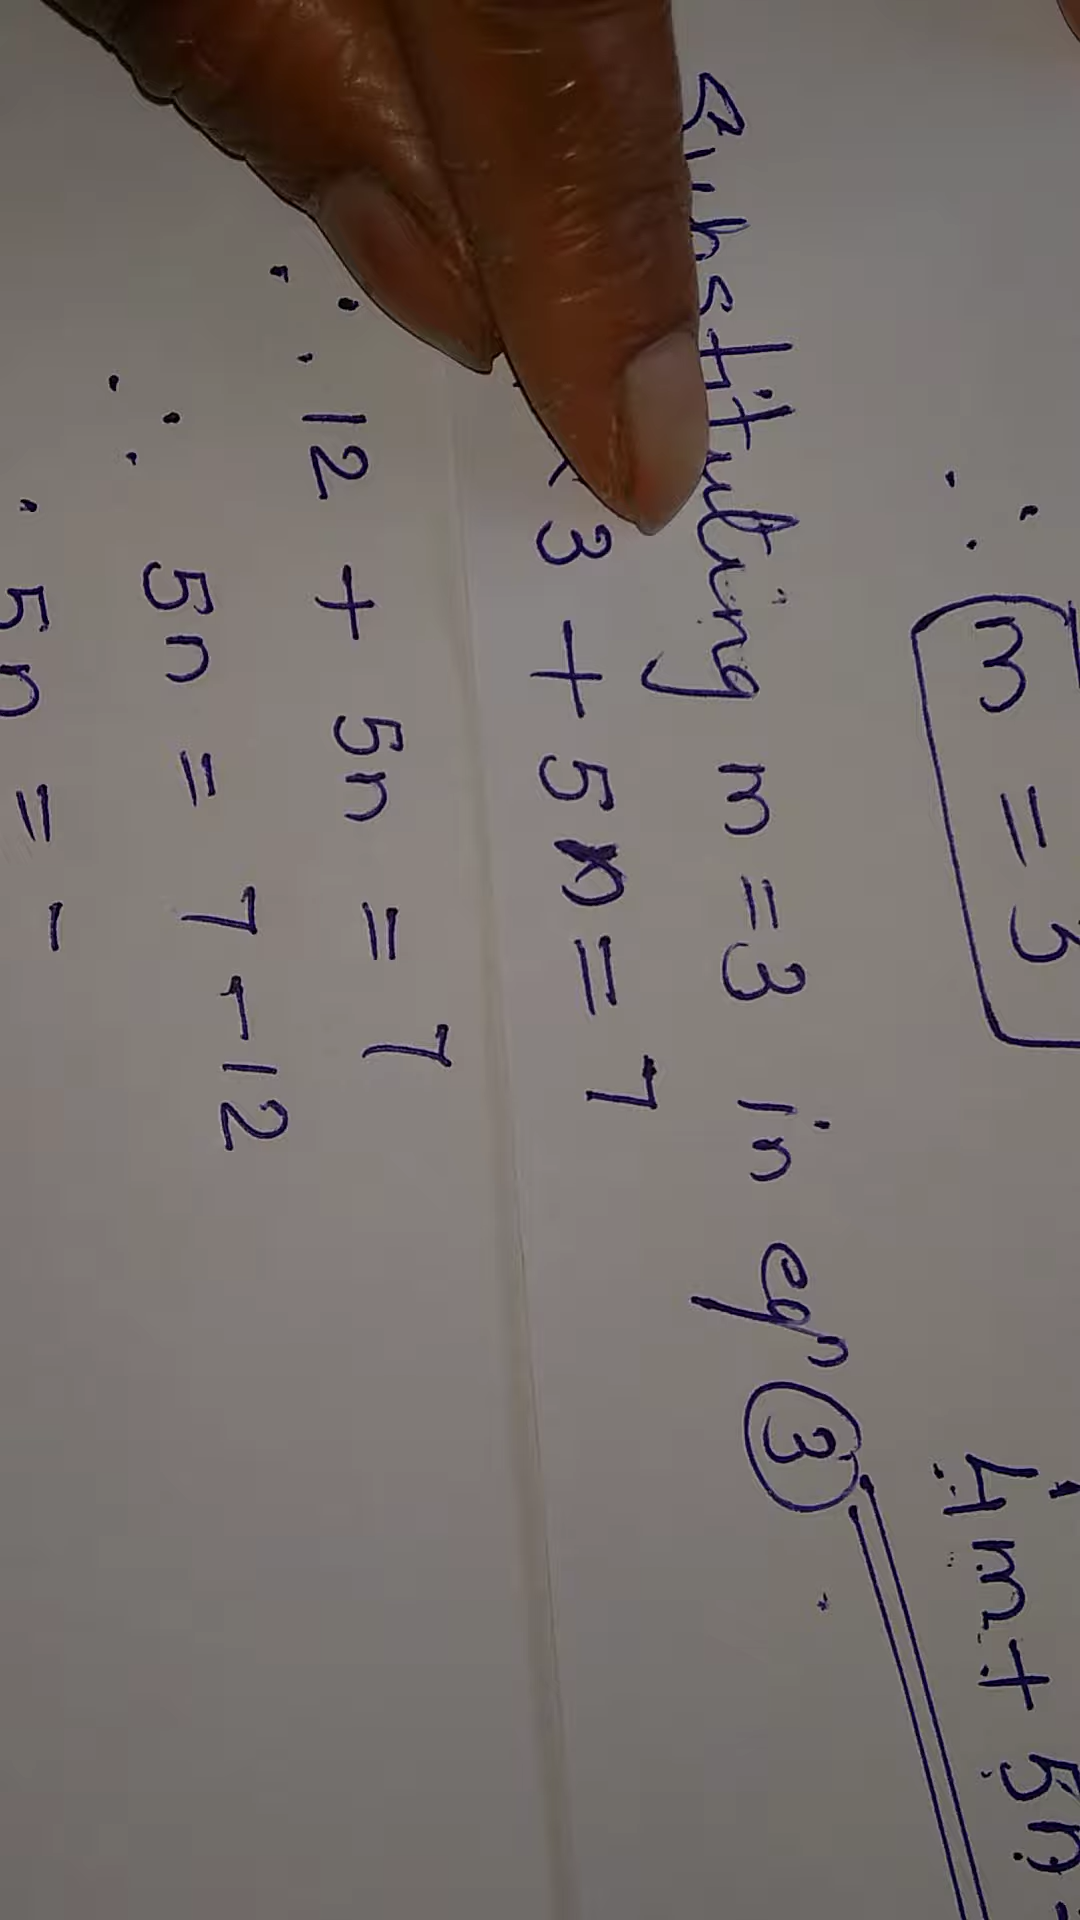 ∴ m = 3
4m + 5n =
Substituting m = 3 in eqⁿ ③
3 + 5n = 7
∴ 12 + 5n = 7
∴ 5n = 7 - 12
∴ 5n = -